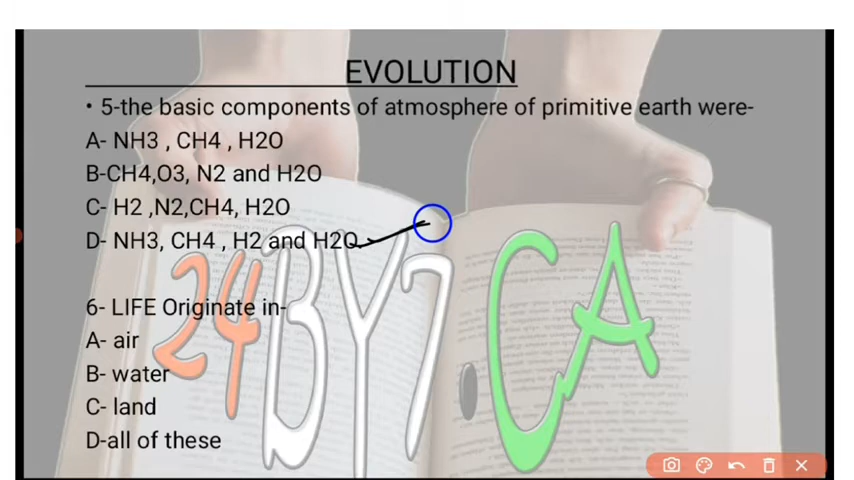 EVOLUTION
• 5-the basic components of atmosphere of primitive earth were-
A- NH3 , CH4 , H2O
B-CH4,O3, N2 and H2O
C- H2 ,N2,CH4, H2O
D- NH3, CH4 , H2 and H2O
6- LIFE Originate in-
A- air
B- water
C- land
D-all of these
24BY7 CA